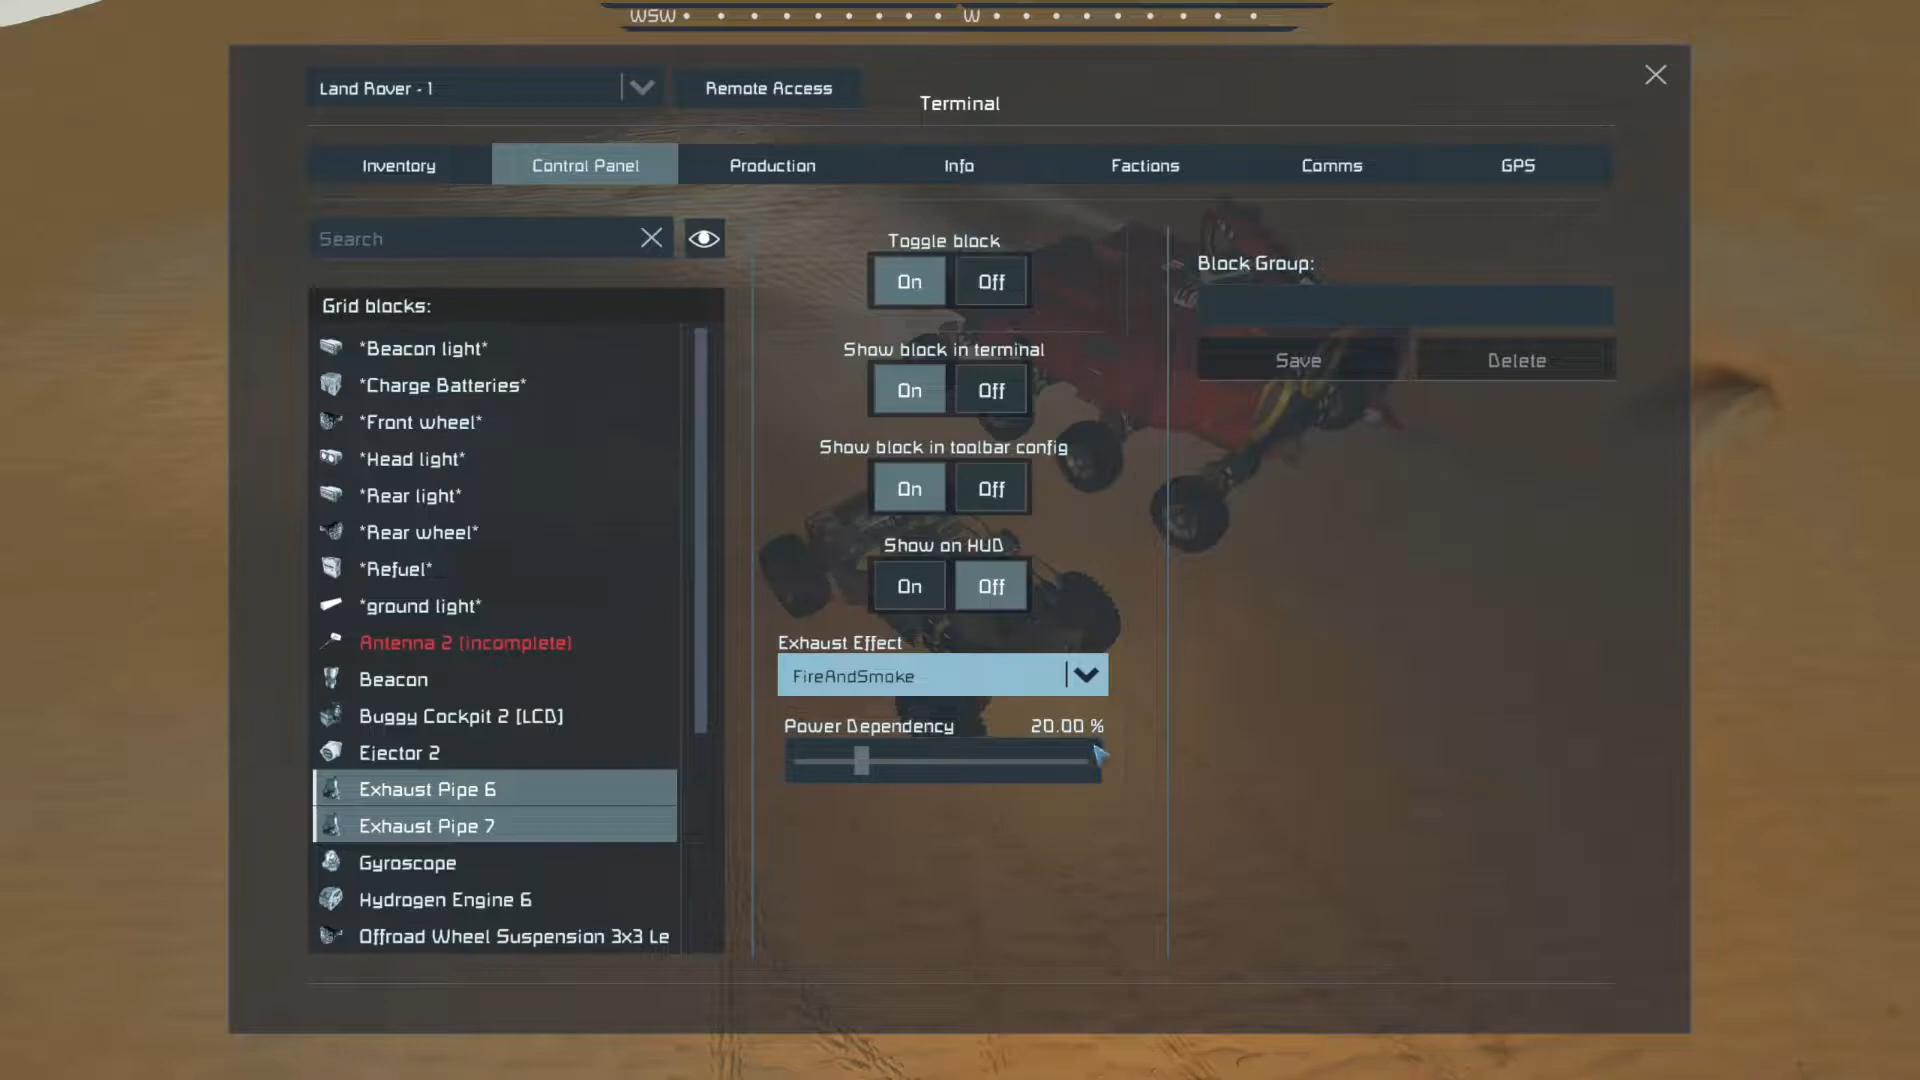 WSW W
Land Rover - 1
Remote Access
Terminal
Inventory
Control Panel
Production
Info
Factions
Comms
GPS
Search
Grid blocks:
*Beacon light*
*Charge Batteries*
*Front wheel*
*Head light*
*Rear light*
*Rear wheel*
*Refuel*
*ground light*
Antenna 2 (Incomplete)
Beacon
Buggy Cockpit 2 [LCD]
Ejector 2
Exhaust Pipe 6
Exhaust Pipe 7
Gyroscope
Hydrogen Engine 6
Offroad Wheel Suspension 3x3 Le
Toggle block
On Off
Show block in terminal
On Off
Show block in toolbar config
On Off
Show on HUD
On Off
Exhaust Effect
FireAndSmoke
Power Dependency 20.00 %
Block Group:
Save
Delete